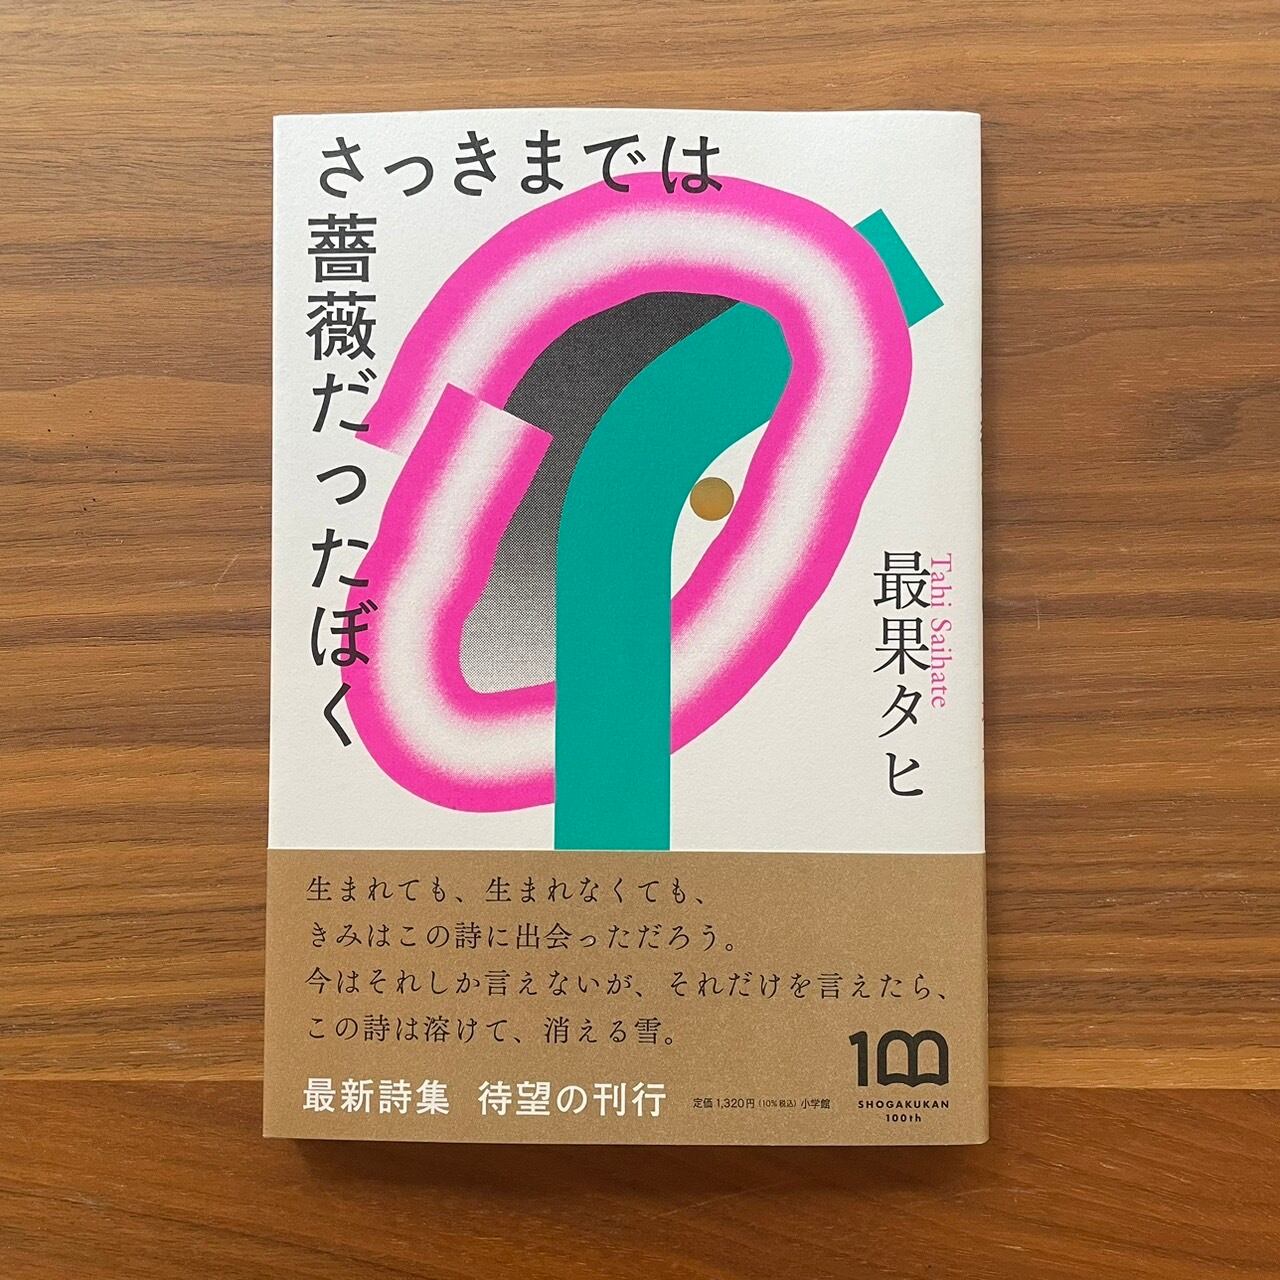 さっきまでは
薔薇だったぼく
最果タヒ
Tahi Saihate
生まれても、生まれなくても、
きみはこの詩に出会っただろう。
今はそれしか言えないが、それだけを言えたら、
この詩は溶けて、消える雪。
最新詩集 待望の刊行
定価1,320円(10%税込)小学館
100
SHOGAKUKAN
100th